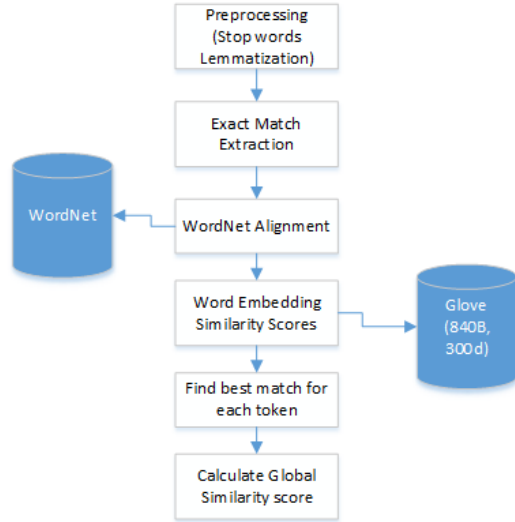 Preprocessing
(Stop words
Lemmatization)
Exact Match
Extraction
WordNet
WordNet Alignment
Word Embedding
Similarity Scores
Glove
(840B,
300d)
Find best match for
each token
Calculate Global
Similarity score